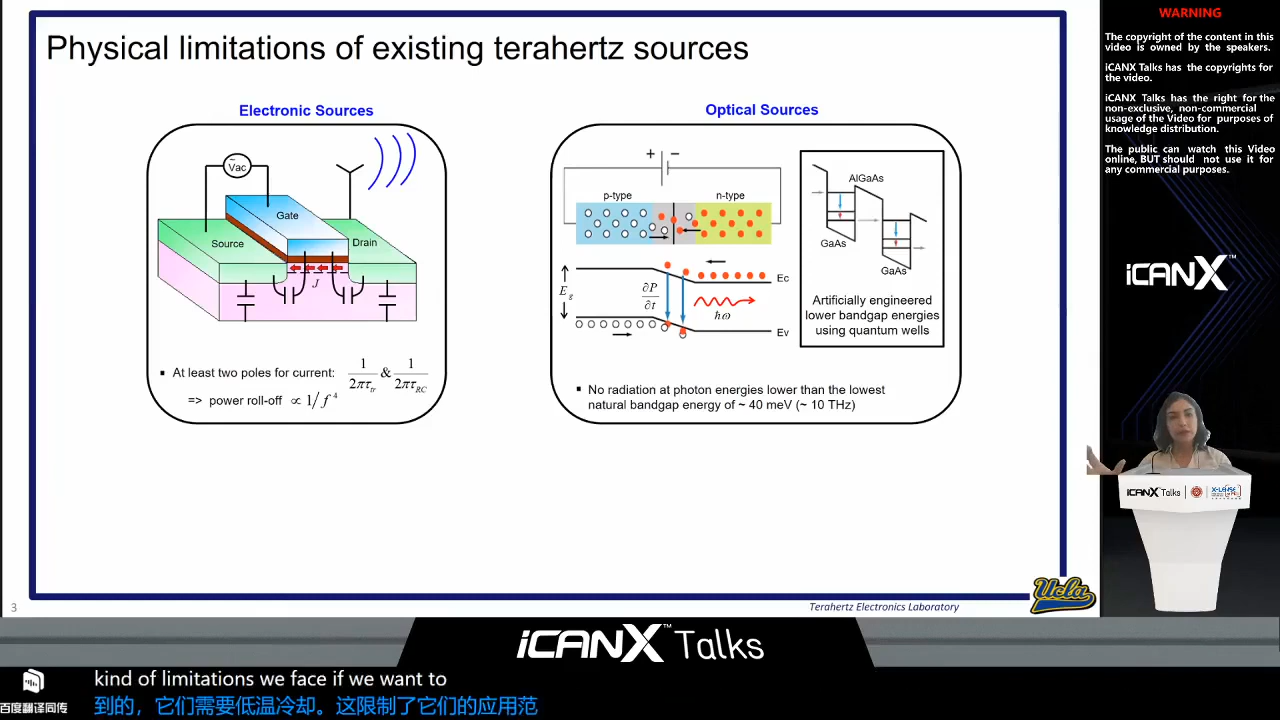 Physical limitations of existing terahertz sources
Electronic Sources
Vac
Gate
Source
Drain
J
▪ At least two poles for current: 1/2πτtr & 1/2πτRC
=> power roll-off ∝ 1/f⁴
Optical Sources
+ −
p-type
n-type
Ec
Eg
∂P/∂t
ħω
Ev
AlGaAs
GaAs
GaAs
Artificially engineered
lower bandgap energies
using quantum wells
▪ No radiation at photon energies lower than the lowest
natural bandgap energy of ~ 40 meV (~ 10 THz)
3
Terahertz Electronics Laboratory
Ucla
WARNING
The copyright of the content in this
video is owned by the speakers.
iCANX Talks has the copyrights for
the video.
iCANX Talks has the right for the
non-exclusive, non-commercial
usage of the Video for purposes of
knowledge distribution.
The public can watch this Video
online, BUT should not use it for
any commercial purposes.
iCANX™
iCANX Talks
iCANX™ Talks
kind of limitations we face if we want to
到的，它们需要低温冷却。这限制了它们的应用范
百度翻译同传